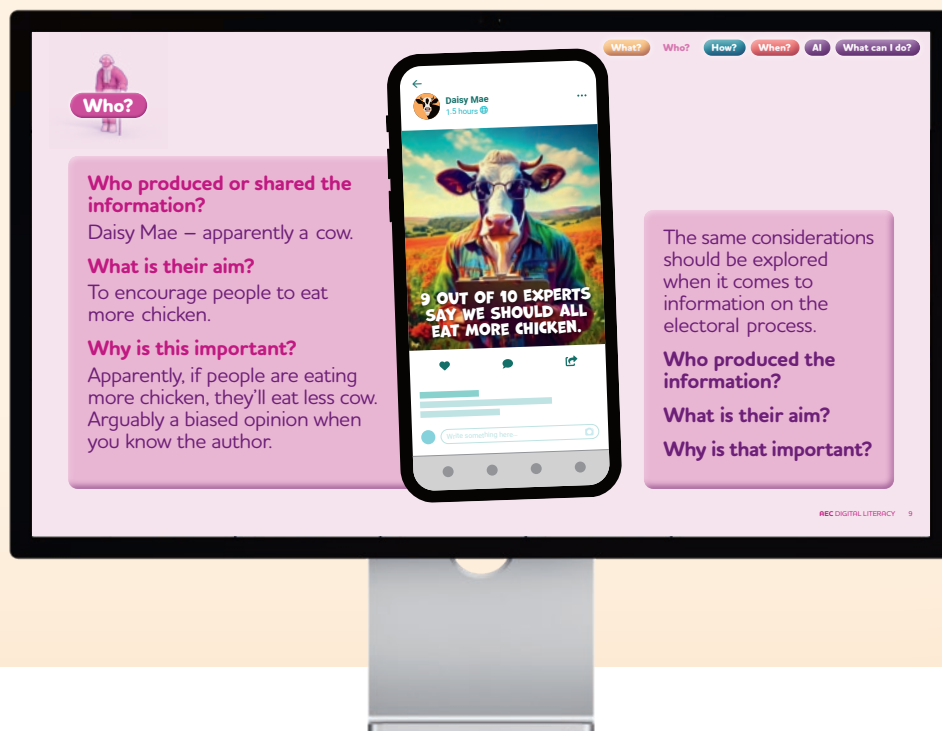 What?
Who?
How?
When?
AI
What can I do?
Who?
Who produced or shared the
information?
Daisy Mae – apparently a cow.
What is their aim?
To encourage people to eat
more chicken.
Why is this important?
Apparently, if people are eating
more chicken, they'll eat less cow.
Arguably a biased opinion when
you know the author.
Daisy Mae
1.5 hours
9 OUT OF 10 EXPERTS
SAY WE SHOULD ALL
EAT MORE CHICKEN.
Write something here...
The same considerations
should be explored
when it comes to
information on the
electoral process.
Who produced the
information?
What is their aim?
Why is that important?
AEC DIGITAL LITERACY 9